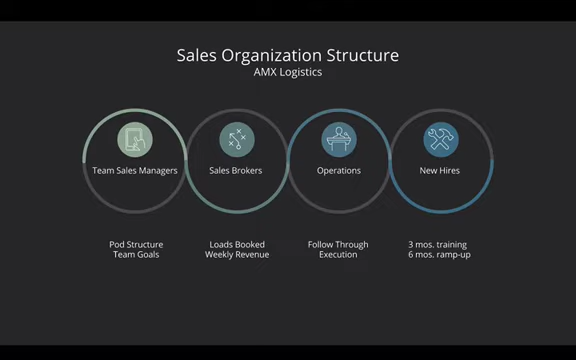 Sales Organization Structure
AMX Logistics
Team Sales Managers
Sales Brokers
Operations
New Hires
Pod Structure
Team Goals
Loads Booked
Weekly Revenue
Follow Through
Execution
3 mos. training
6 mos. ramp-up